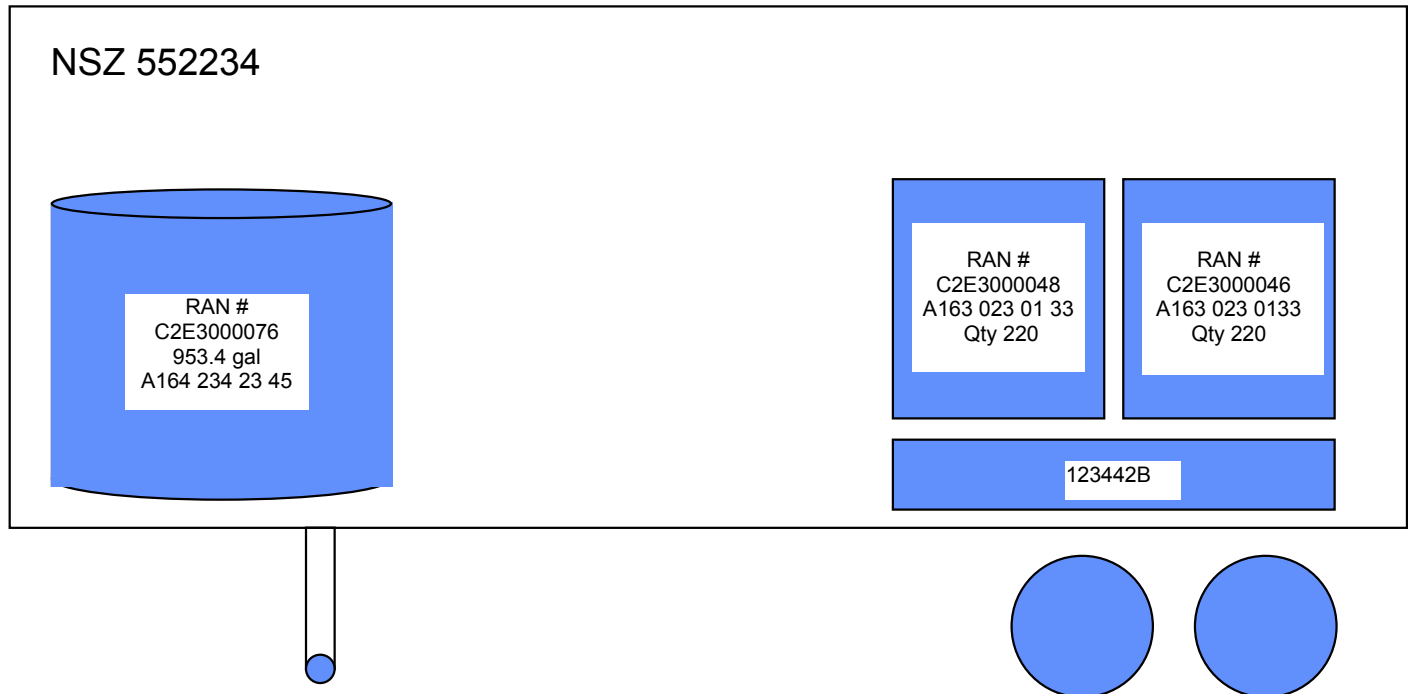 NSZ 552234
RAN #
C2E3000076
953.4 gal
A164 234 23 45
RAN #
C2E3000048
A163 023 01 33
Qty 220
RAN #
C2E3000046
A163 023 0133
Qty 220
123442B